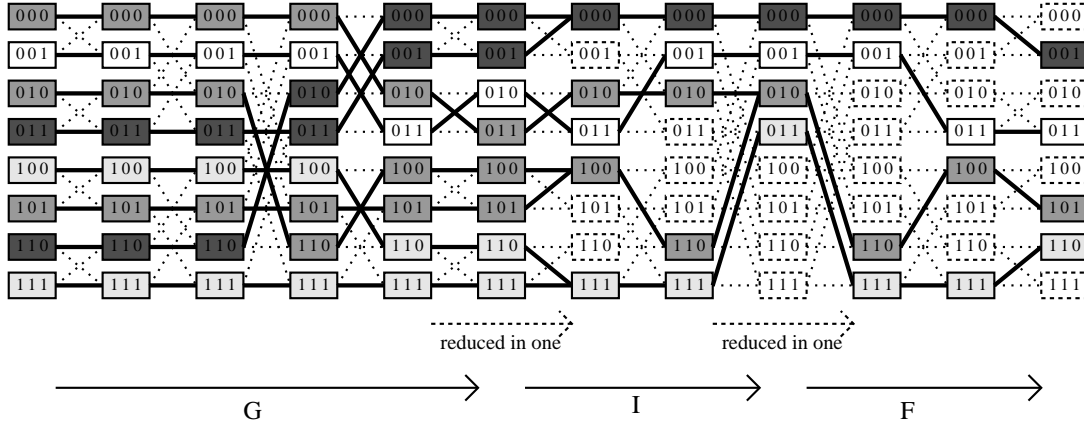 000 000 000 000 000 000 000 000 000 000 000 000
001 001 001 001 001 001 001 001 001 001 001 001
010 010 010 010 010 010 010 010 010 010 010 010
011 011 011 011 011 011 011 011 011 011 011 011
100 100 100 100 100 100 100 100 100 100 100 100
101 101 101 101 101 101 101 101 101 101 101 101
110 110 110 110 110 110 110 110 110 110 110 110
111 111 111 111 111 111 111 111 111 111 111 111
reduced in one reduced in one
G I F